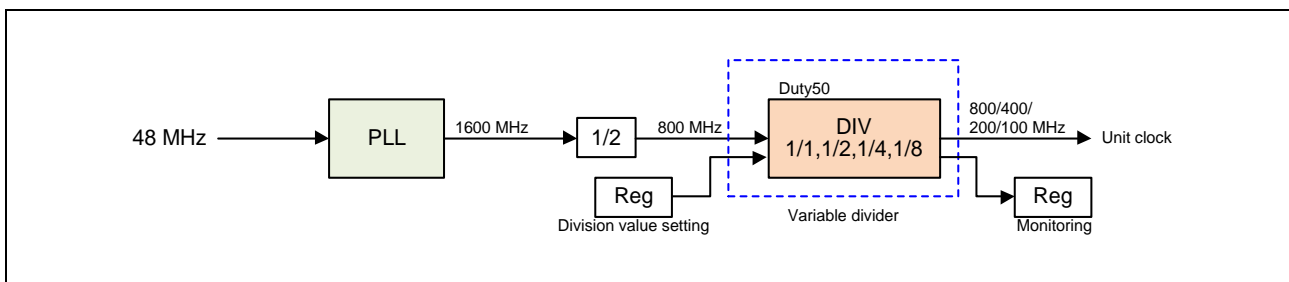 Duty50
48 MHz
PLL
1600 MHz
1/2
800 MHz
DIV
1/1,1/2,1/4,1/8
800/400/
200/100 MHz
Unit clock
Reg
Division value setting
Variable divider
Reg
Monitoring